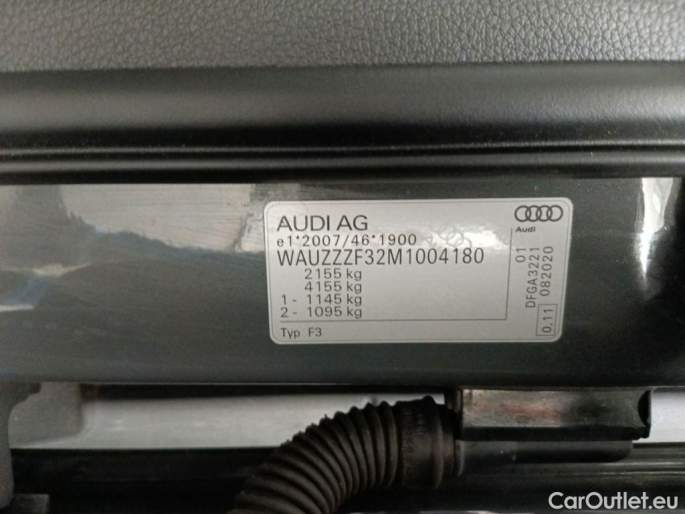 AUDI AG
e1*2007/46*1900
WAUZZZF32M1004180
2155 kg
4155 kg
1 - 1145 kg
2 - 1095 kg
Typ F3
Audi
01
DFGA3221
082020
0,11
CarOutlet.eu